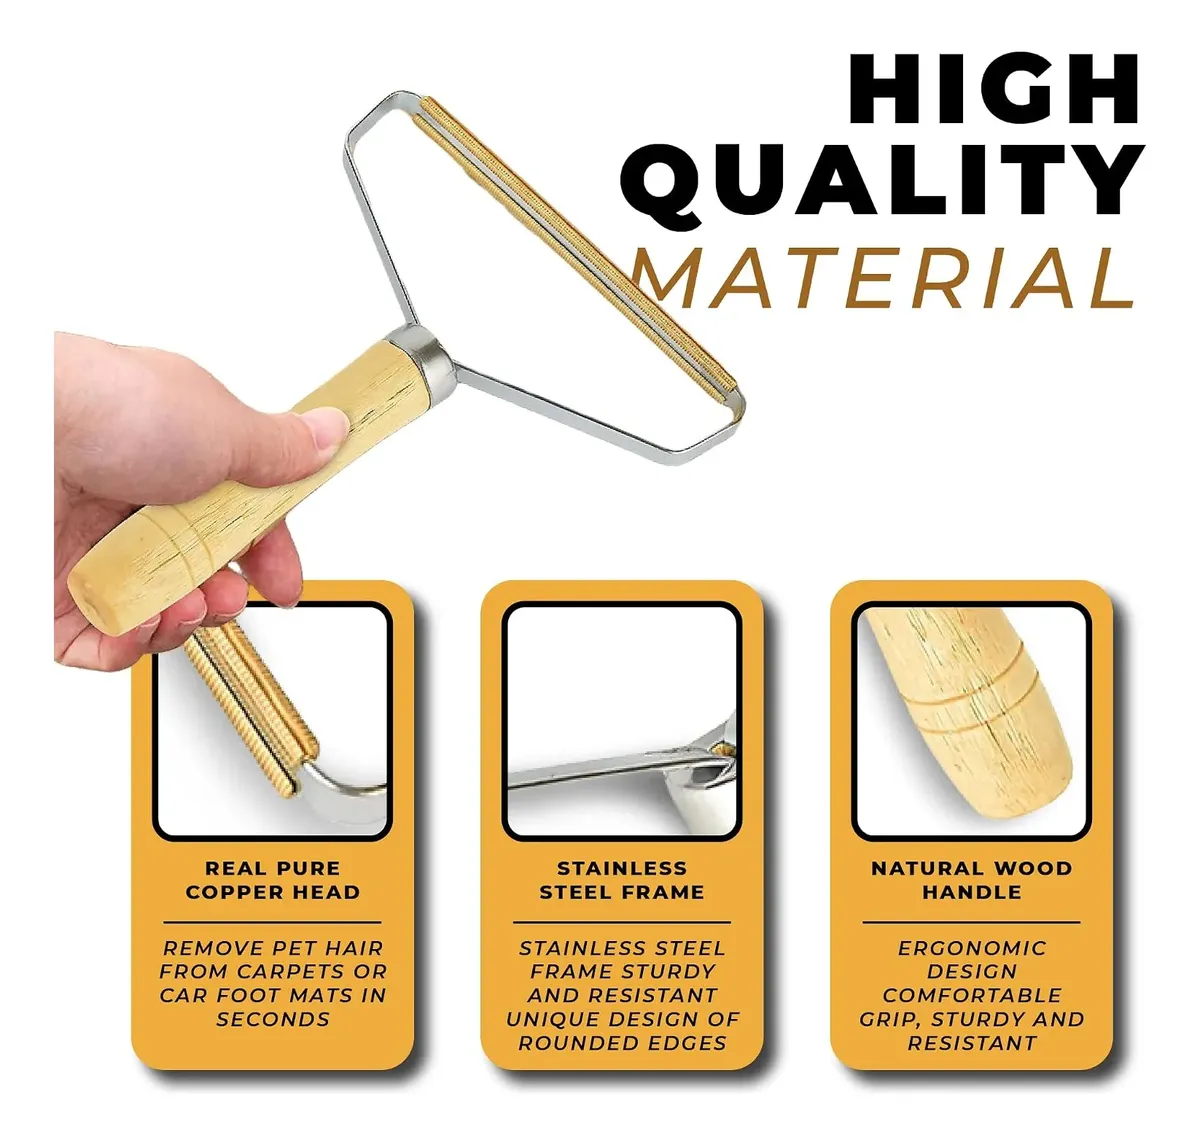 HIGH
QUALITY
MATERIAL
REAL PURE
COPPER HEAD
REMOVE PET HAIR
FROM CARPETS OR
CAR FOOT MATS IN
SECONDS
STAINLESS
STEEL FRAME
STAINLESS STEEL
FRAME STURDY
AND RESISTANT
UNIQUE DESIGN OF
ROUNDED EDGES
NATURAL WOOD
HANDLE
ERGONOMIC
DESIGN
COMFORTABLE
GRIP, STURDY AND
RESISTANT